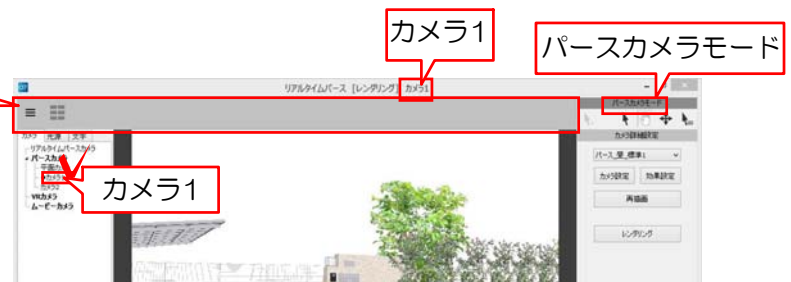 カメラ1
パースカメラモード
リアルタイムパース [レンダリング] カメラ1
パースカメラモード
カメラ 光源 文字
リアルタイムパースカメラ
パースカメラ
カメラ1
カメラ2
VRカメラ
ムービーカメラ
カメラ1
カメラ詳細設定
パース_昼_標準1
カメラ設定 効果設定
再描画
レンダリング